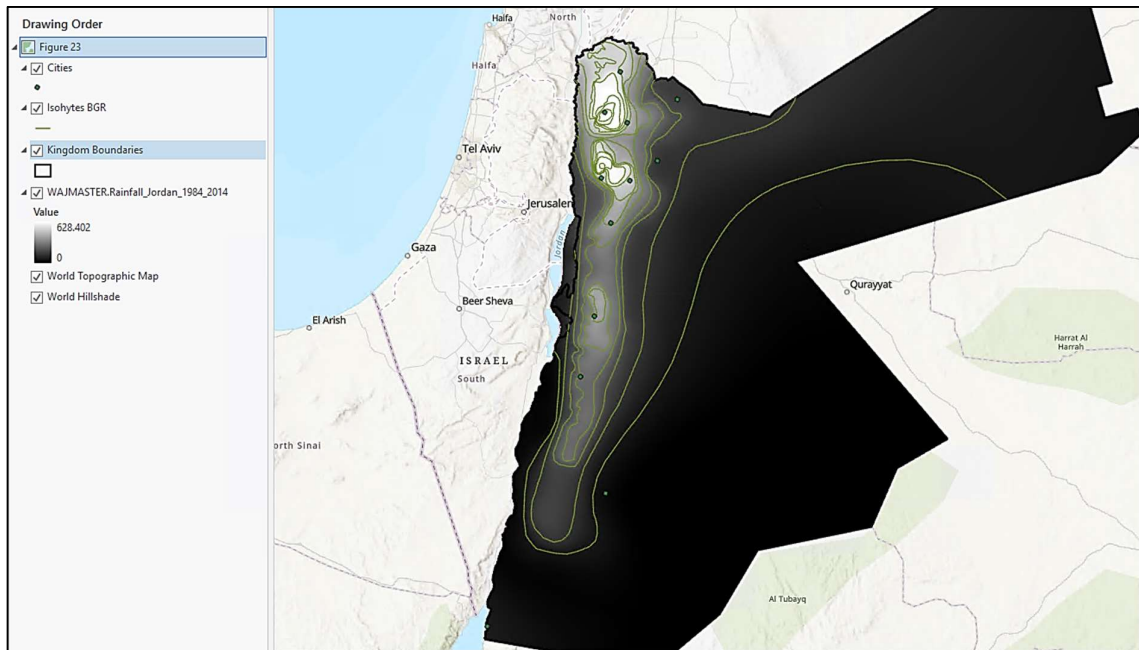 Drawing Order
Figure 23
Cities
Isohytes BGR
Kingdom Boundaries
WAJMASTER.Rainfall_Jordan_1984_2014
Value
628.402
0
World Topographic Map
World Hillshade
Haifa
North
Haifa
Tel Aviv
Jerusalem
Jordan
Gaza
Beer Sheva
El Arish
ISRAEL
South
orth Sinai
Qurayyat
Harrat Al
Harrah
Al Tubayq